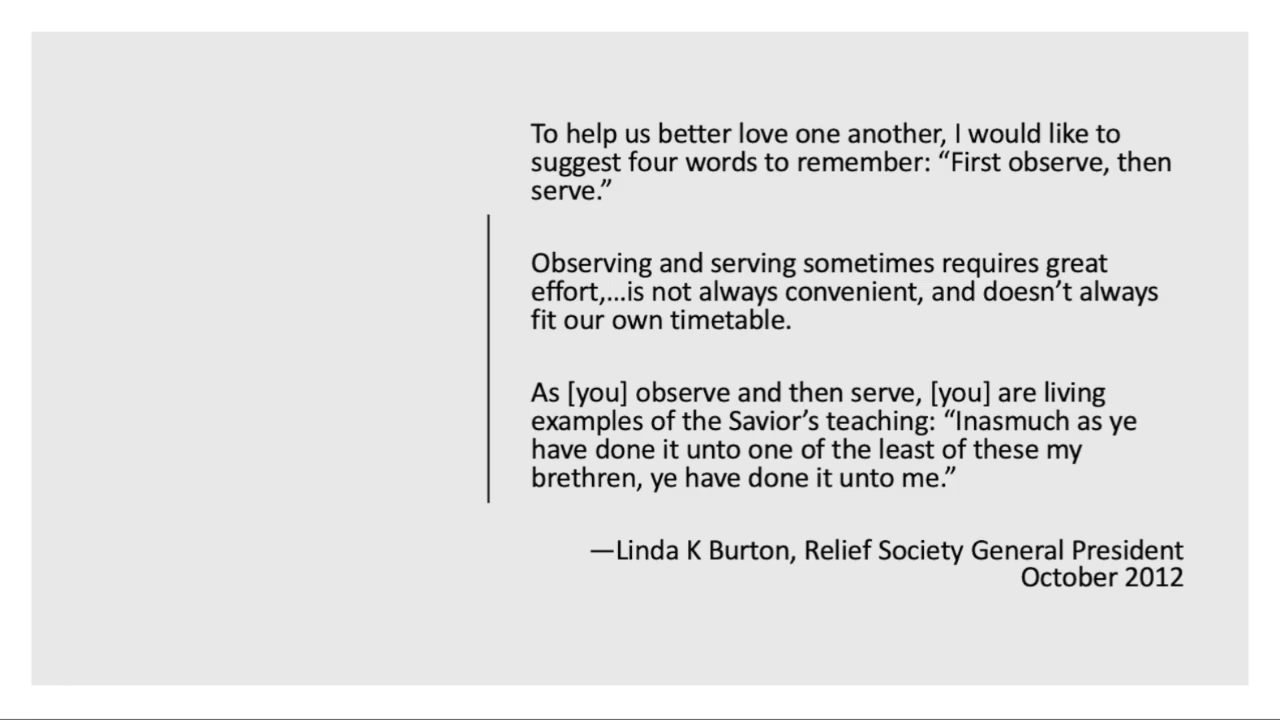 To help us better love one another, I would like to
suggest four words to remember: “First observe, then
serve.”
Observing and serving sometimes requires great
effort,...is not always convenient, and doesn’t always
fit our own timetable.
As [you] observe and then serve, [you] are living
examples of the Savior’s teaching: “Inasmuch as ye
have done it unto one of the least of these my
brethren, ye have done it unto me.”
—Linda K Burton, Relief Society General President
October 2012